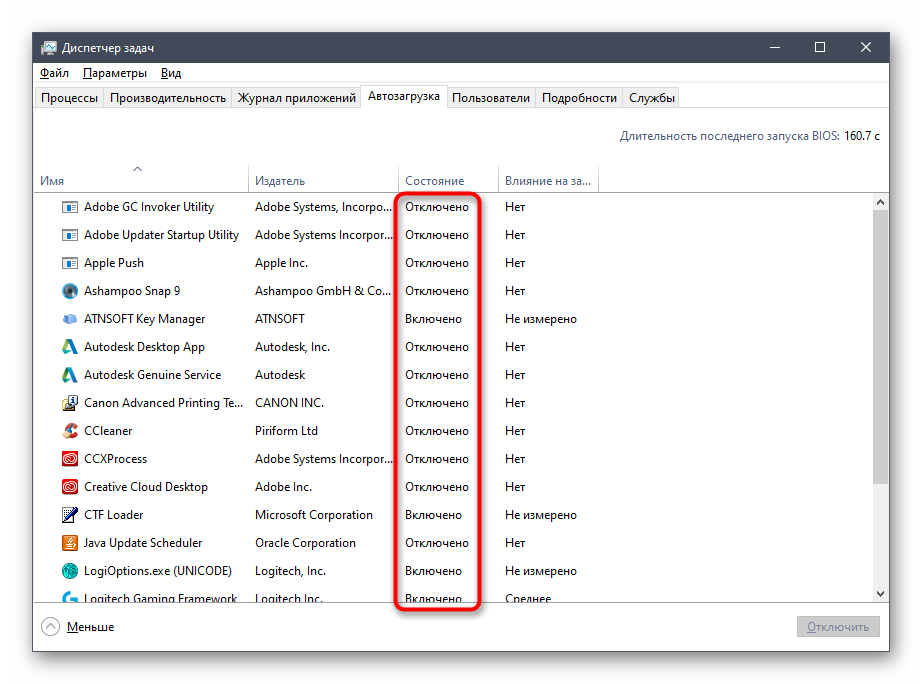 Диспетчер задач
Файл Параметры Вид
Процессы Производительность Журнал приложений Автозагрузка Пользователи Подробности Службы
Длительность последнего запуска BIOS: 160.7 с
Имя Издатель Состояние Влияние на за...
Adobe GC Invoker Utility Adobe Systems, Incorpo... Отключено Нет
Adobe Updater Startup Utility Adobe Systems Incorpor... Отключено Нет
Apple Push Apple Inc. Отключено Нет
Ashampoo Snap 9 Ashampoo GmbH & Co... Отключено Нет
ATNSOFT Key Manager ATNSOFT Включено Не измерено
Autodesk Desktop App Autodesk, Inc. Отключено Нет
Autodesk Genuine Service Autodesk Отключено Нет
Canon Advanced Printing Te... CANON INC. Отключено Нет
CCleaner Piriform Ltd Отключено Нет
CCXProcess Adobe Systems Incorpor... Отключено Нет
Creative Cloud Desktop Adobe Inc. Отключено Нет
CTF Loader Microsoft Corporation Включено Не измерено
Java Update Scheduler Oracle Corporation Отключено Нет
LogiOptions.exe (UNICODE) Logitech, Inc. Включено Не измерено
Logitech Gaming Framework Logitech Inc. Включено Среднее
Меньше Отключить